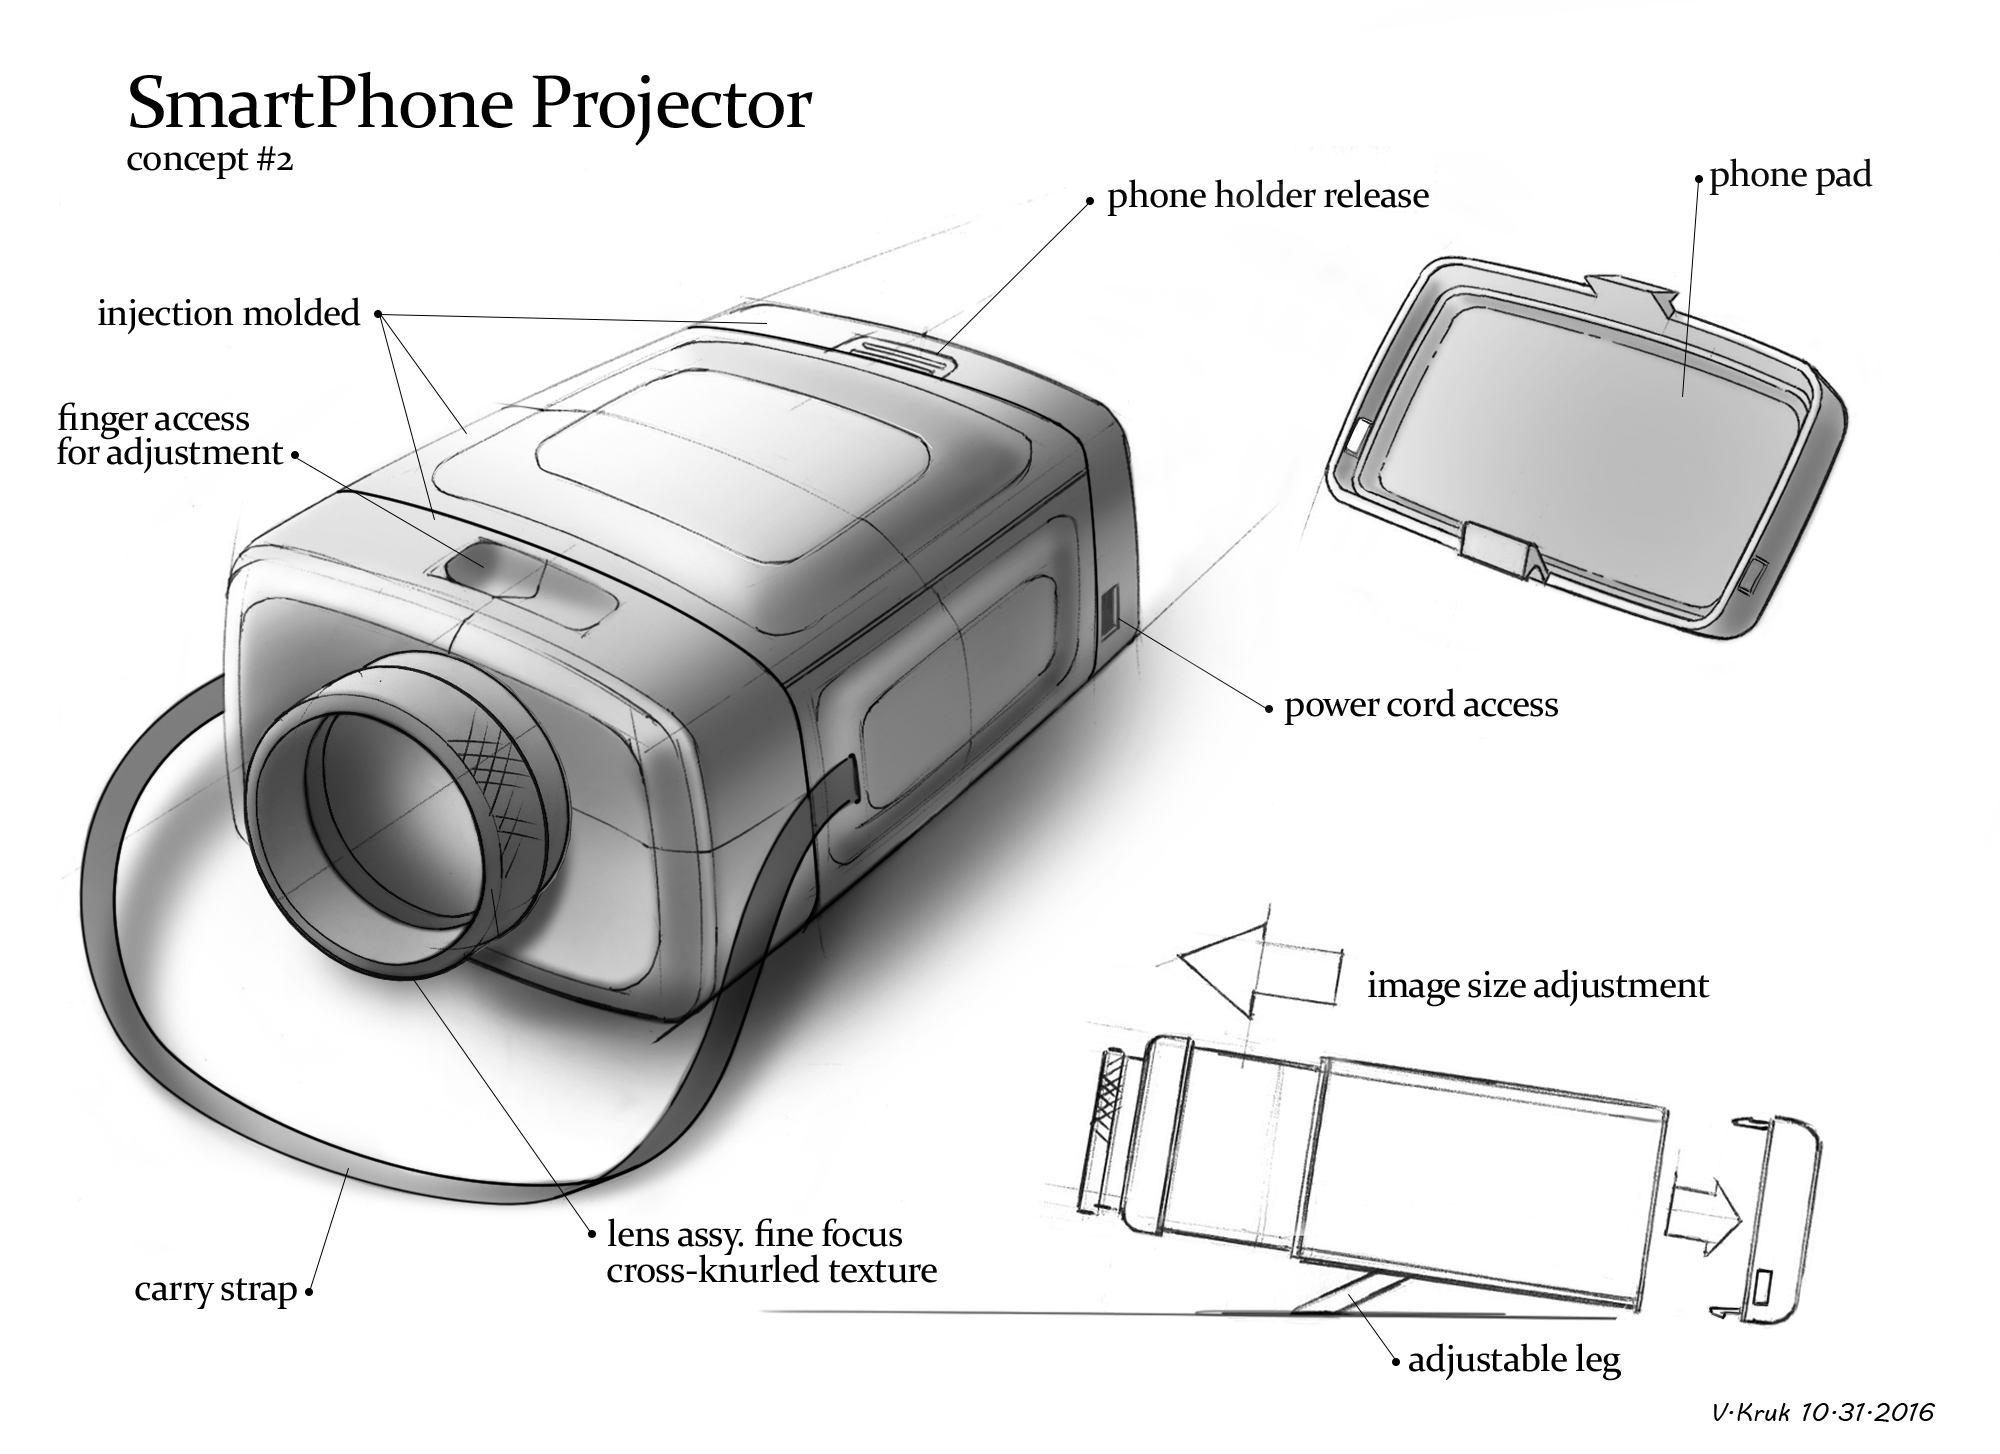 SmartPhone Projector
concept #2
phone pad
phone holder release
injection molded
finger access
for adjustment
power cord access
image size adjustment
lens assy. fine focus
cross-knurled texture
carry strap
adjustable leg
V·Kruk 10·31·2016